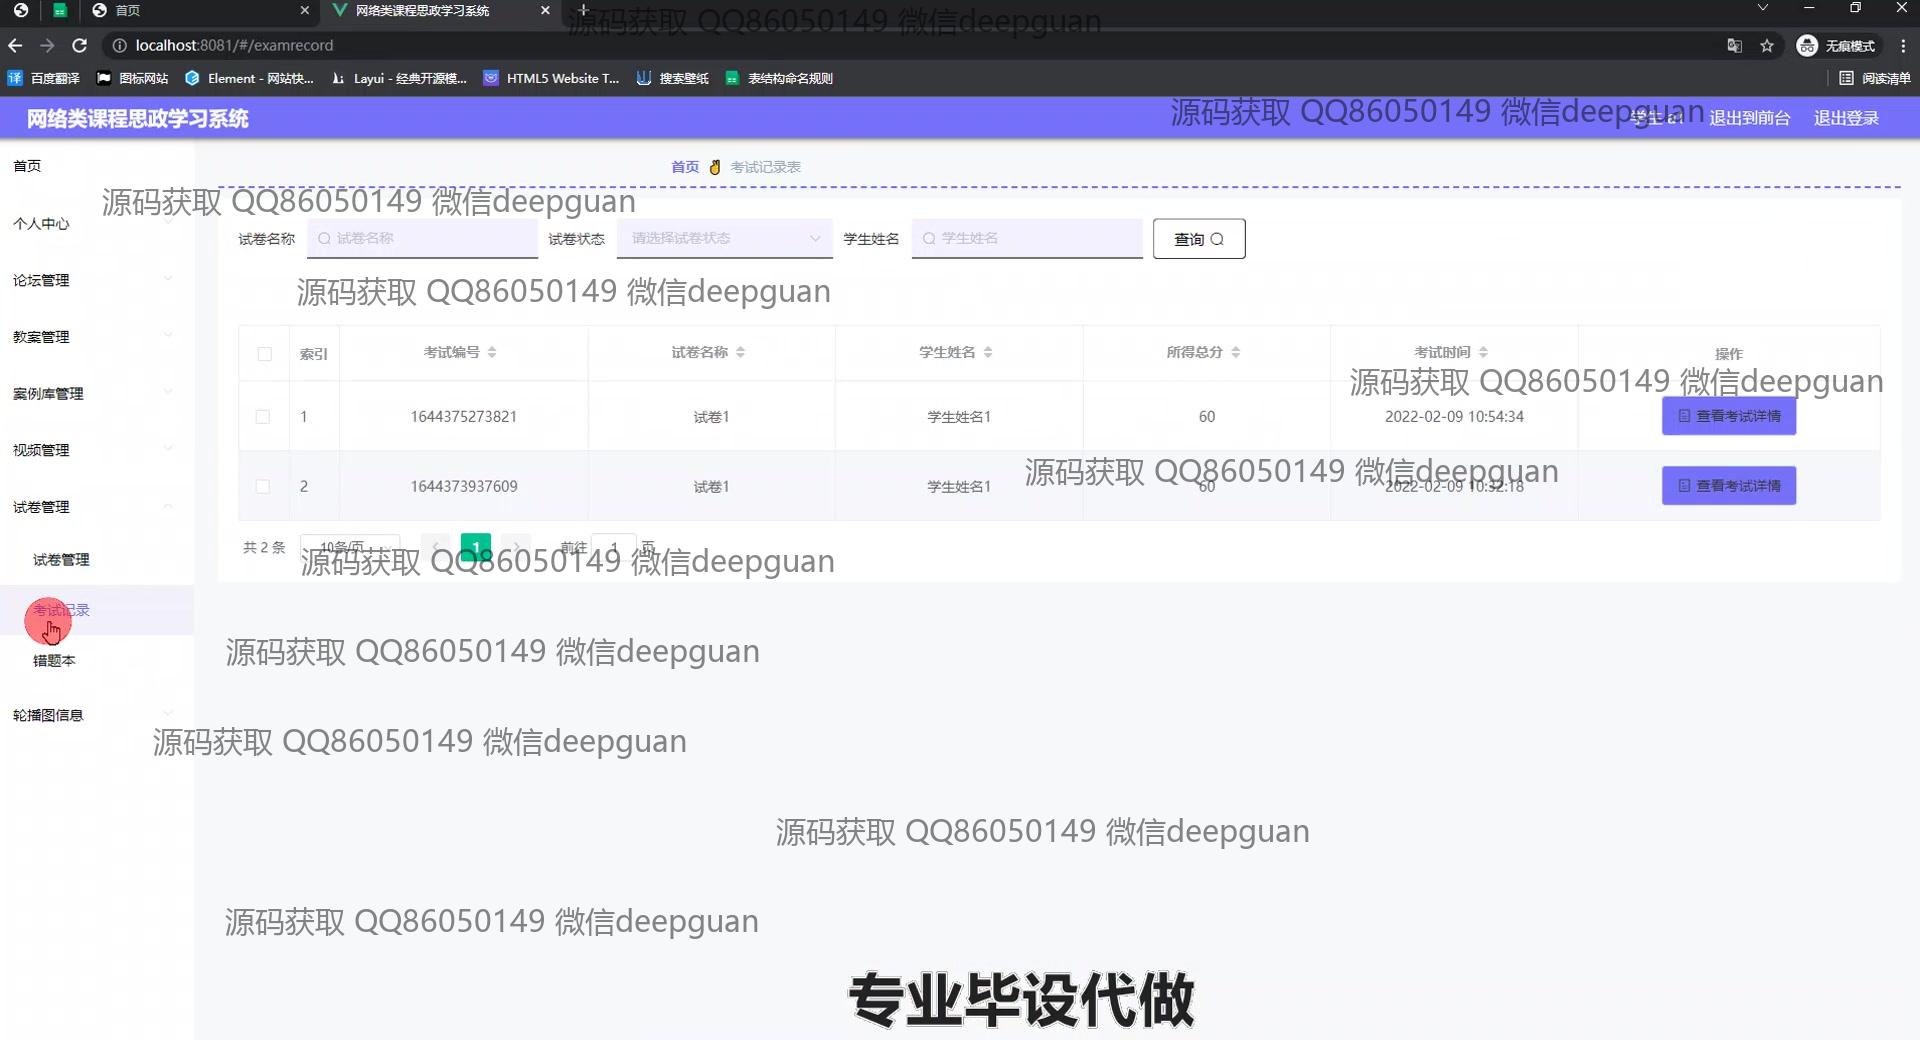 首页
网络类课程思政学习系统
源码获取 QQ86050149 微信deepguan
localhost:8081/#/examrecord
无痕模式
译 百度翻译
图标网站
Element - 网站快...
Layui - 经典开源模...
HTML5 Website T...
搜索壁纸
表结构命名规则
阅读清单
网络类课程思政学习系统
源码获取 QQ86050149 微信deepguan
退出到前台
退出登录
首页
首页
考试记录表
源码获取 QQ86050149 微信deepguan
个人中心
试卷名称
试卷名称
试卷状态
请选择试卷状态
学生姓名
学生姓名
查询
论坛管理
源码获取 QQ86050149 微信deepguan
教案管理
索引 考试编号 试卷名称 学生姓名 所得总分 考试时间 操作
源码获取 QQ86050149 微信deepguan
案例库管理
1 1644375273821 试卷1 学生姓名1 60 2022-02-09 10:54:34 查看考试详情
视频管理
源码获取 QQ86050149 微信deepguan
2 1644373937609 试卷1 学生姓名1 60 2022-02-09 10:32:18 查看考试详情
试卷管理
共 2 条 10条/页 1 前往 1 页
试卷管理
源码获取 QQ86050149 微信deepguan
考试记录
源码获取 QQ86050149 微信deepguan
错题本
轮播图信息
源码获取 QQ86050149 微信deepguan
源码获取 QQ86050149 微信deepguan
源码获取 QQ86050149 微信deepguan
专业毕设代做